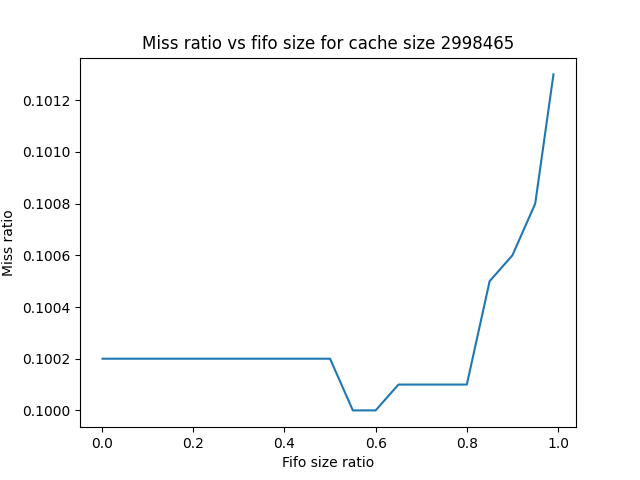 Miss ratio vs fifo size for cache size 2998465
Miss ratio
0.1012
0.1010
0.1008
0.1006
0.1004
0.1002
0.1000
0.0 0.2 0.4 0.6 0.8 1.0
Fifo size ratio